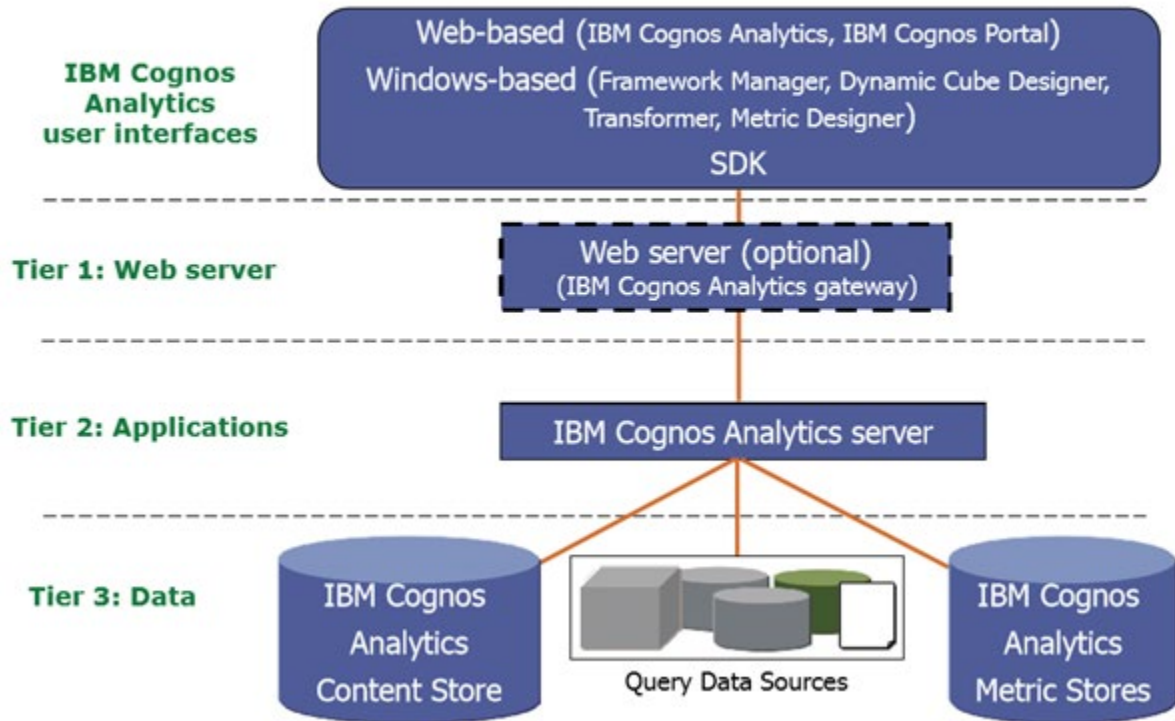 IBM Cognos
Analytics
user interfaces
Web-based (IBM Cognos Analytics, IBM Cognos Portal)
Windows-based (Framework Manager, Dynamic Cube Designer,
Transformer, Metric Designer)
SDK
Tier 1: Web server
Web server (optional)
(IBM Cognos Analytics gateway)
Tier 2: Applications
IBM Cognos Analytics server
Tier 3: Data
IBM Cognos
Analytics
Content Store
Query Data Sources
IBM Cognos
Analytics
Metric Stores